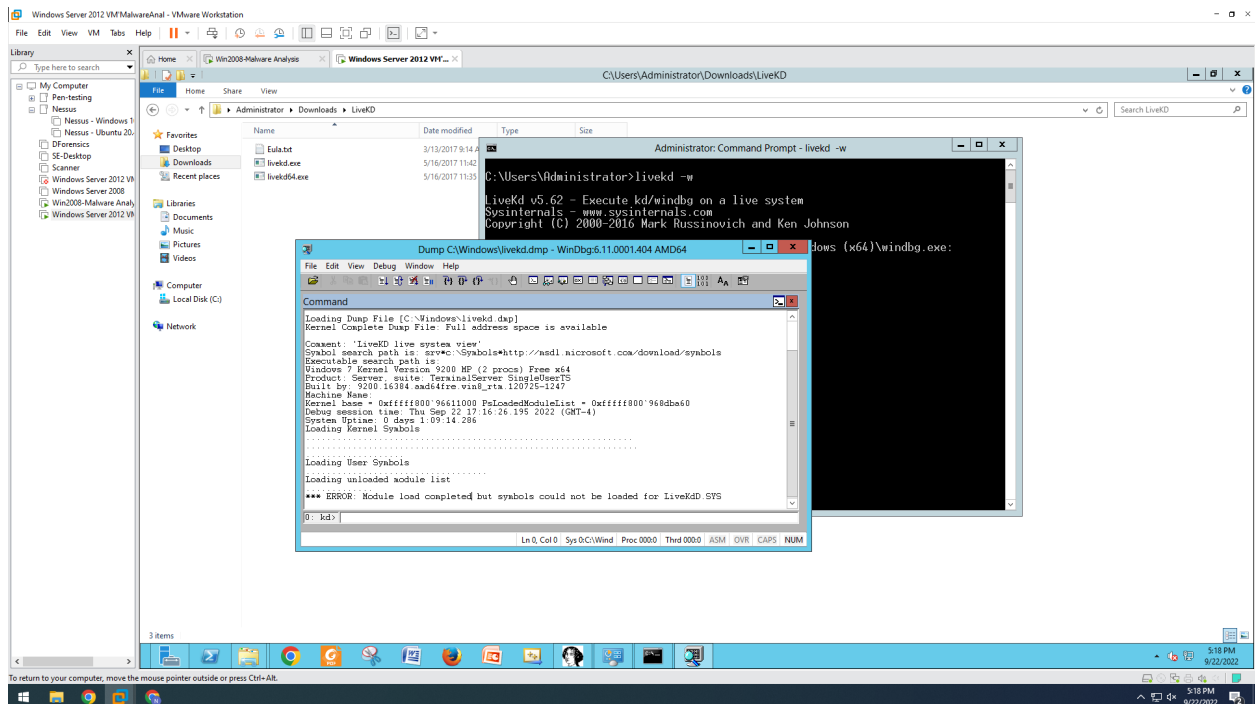 Windows Server 2012 VM'MalwareAnal - VMware Workstation
File Edit View VM Tabs Help
Library
Type here to search
My Computer
Pen-testing
Nessus
Nessus - Windows 1
Nessus - Ubuntu 20.
DForensics
SE-Desktop
Scanner
Windows Server 2012 VM
Windows Server 2008
Win2008-Malware Analy
Windows Server 2012 VM
Home
Win2008-Malware Analysis
Windows Server 2012 VM'...
C:\Users\Administrator\Downloads\LiveKD
File Home Share View
Administrator Downloads LiveKD
Search LiveKD
Favorites
Desktop
Downloads
Recent places
Libraries
Documents
Music
Pictures
Videos
Computer
Local Disk (C:)
Network
Name Date modified Type Size
Eula.txt 3/13/2017 9:14 A
livekd.exe 5/16/2017 11:42
livekd64.exe 5/16/2017 11:35
Administrator: Command Prompt - livekd -w
C:\Users\Administrator>livekd -w
LiveKd v5.62 - Execute kd/windbg on a live system
Sysinternals - www.sysinternals.com
Copyright (C) 2000-2016 Mark Russinovich and Ken Johnson
dows (x64)\windbg.exe:
Dump C:\Windows\livekd.dmp - WinDbg:6.11.0001.404 AMD64
File Edit View Debug Window Help
Command
Loading Dump File [C:\Windows\livekd.dmp]
Kernel Complete Dump File: Full address space is available
Comment: 'LiveKD live system view'
Symbol search path is: srv*c:\Symbols*http://msdl.microsoft.com/download/symbols
Executable search path is:
Windows 7 Kernel Version 9200 MP (2 procs) Free x64
Product: Server, suite: TerminalServer SingleUserTS
Built by: 9200.16384.amd64fre.win8_rtm.120725-1247
Machine Name:
Kernel base = 0xfffff800`96611000 PsLoadedModuleList = 0xfffff800`968dba60
Debug session time: Thu Sep 22 17:16:26.195 2022 (GMT-4)
System Uptime: 0 days 1:09:14.286
Loading Kernel Symbols
...............................................................
................................................................
...................
Loading User Symbols
..................................
Loading unloaded module list
.............
*** ERROR: Module load completed but symbols could not be loaded for LiveKdD.SYS
0: kd>
Ln 0, Col 0 Sys 0:C:\Wind Proc 000:0 Thrd 000:0 ASM OVR CAPS NUM
3 items
5:18 PM
9/22/2022
To return to your computer, move the mouse pointer outside or press Ctrl+Alt.
5:18 PM
9/22/2022